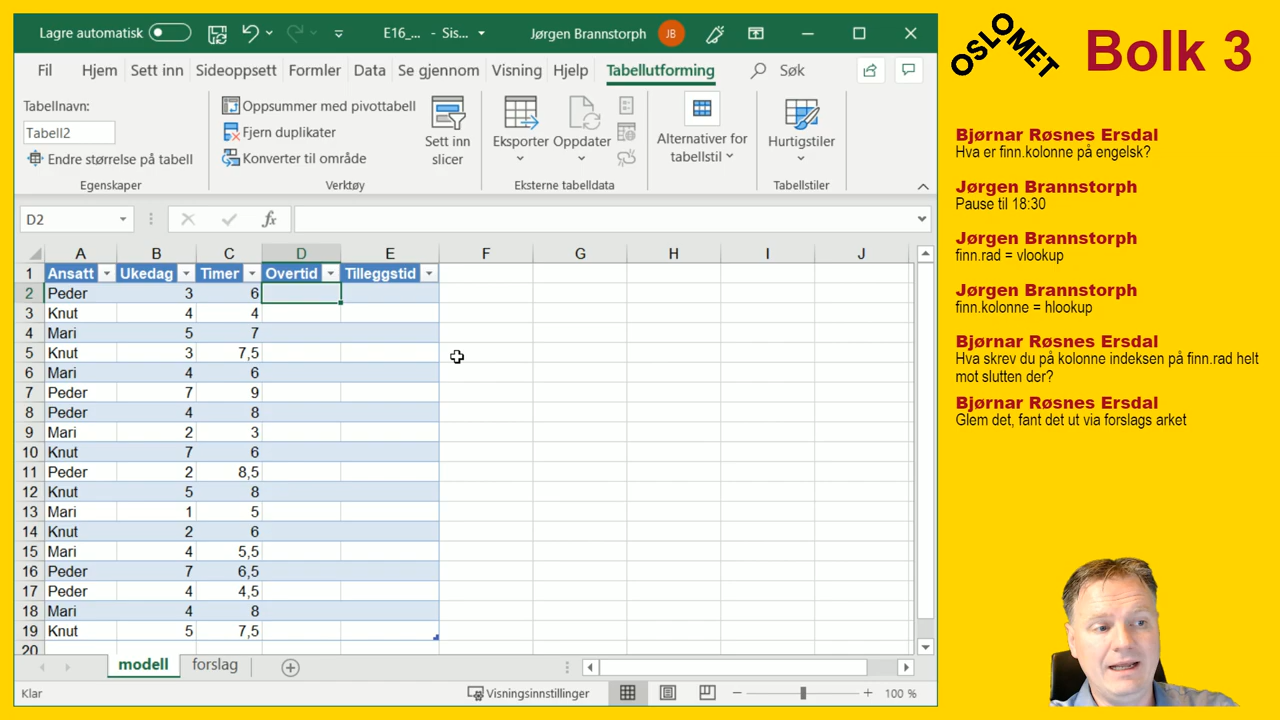 Lagre automatisk E16_... - Sis... Jørgen Brannstorph JB
Fil Hjem Sett inn Sideoppsett Formler Data Se gjennom Visning Hjelp Tabellutforming Søk
Tabellnavn:
Tabell2
Endre størrelse på tabell
Egenskaper
Oppsummer med pivottabell
Fjern duplikater
Konverter til område
Verktøy
Sett inn
slicer
Eksporter Oppdater
Eksterne tabelldata
Alternativer for
tabellstil
Hurtigstiler
Tabellstiler
D2 fx
A B C D E F G H I J
1 Ansatt Ukedag Timer Overtid Tilleggstid
2 Peder 3 6
3 Knut 4 4
4 Mari 5 7
5 Knut 3 7,5
6 Mari 4 6
7 Peder 7 9
8 Peder 4 8
9 Mari 2 3
10 Knut 7 6
11 Peder 2 8,5
12 Knut 5 8
13 Mari 1 5
14 Knut 2 6
15 Mari 4 5,5
16 Peder 7 6,5
17 Peder 4 4,5
18 Mari 4 8
19 Knut 5 7,5
20
modell forslag
Klar Visningsinnstillinger 100 %
OSLOMET
Bolk 3
Bjørnar Røsnes Ersdal
Hva er finn.kolonne på engelsk?
Jørgen Brannstorph
Pause til 18:30
Jørgen Brannstorph
finn.rad = vlookup
Jørgen Brannstorph
finn.kolonne = hlookup
Bjørnar Røsnes Ersdal
Hva skrev du på kolonne indeksen på finn.rad helt
mot slutten der?
Bjørnar Røsnes Ersdal
Glem det, fant det ut via forslags arket